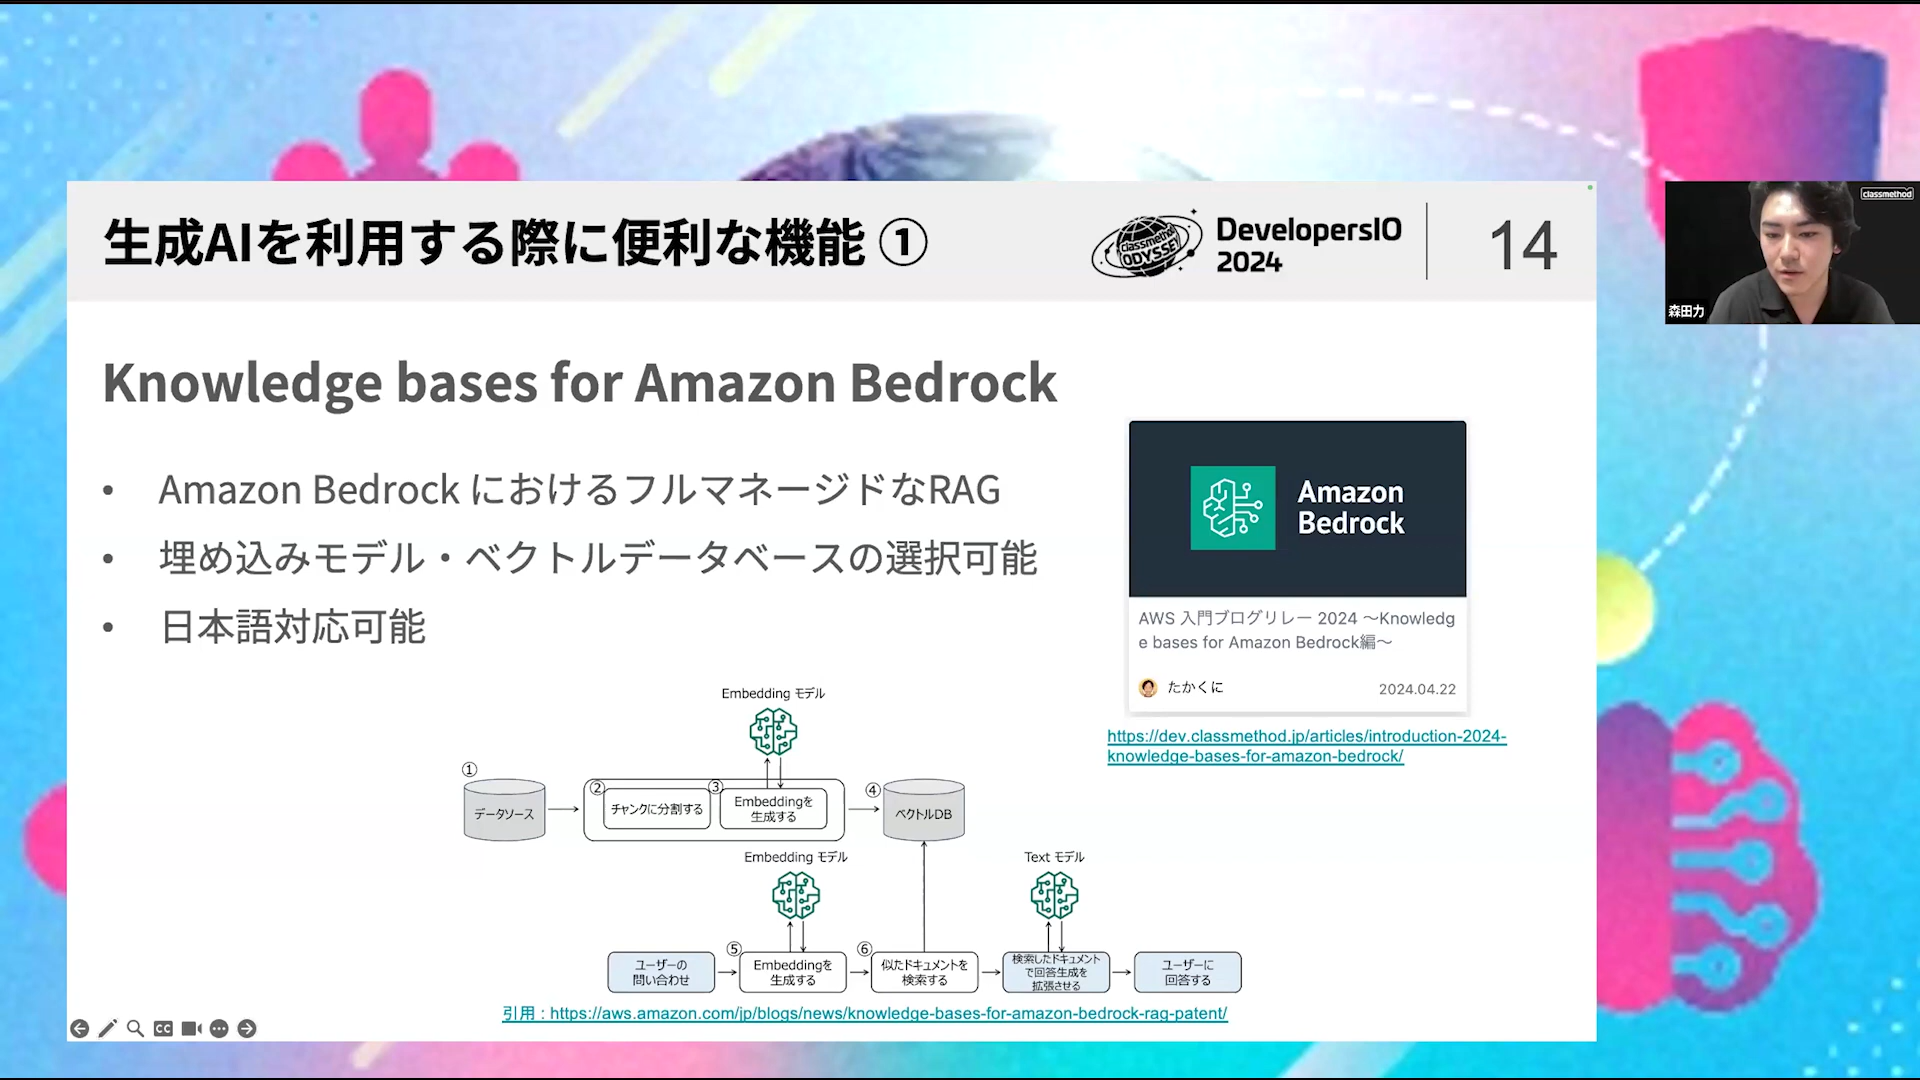 生成AIを利用する際に便利な機能 ①
classmethod
ODYSSEY
DevelopersIO
2024
14
classmethod
森田力
Knowledge bases for Amazon Bedrock
• Amazon Bedrock におけるフルマネージドなRAG
• 埋め込みモデル・ベクトルデータベースの選択可能
• 日本語対応可能
Amazon
Bedrock
AWS 入門ブログリレー 2024 〜Knowledg
e bases for Amazon Bedrock編〜
たかくに
2024.04.22
https://dev.classmethod.jp/articles/introduction-2024-
knowledge-bases-for-amazon-bedrock/
Embedding モデル
①
データソース
②
チャンクに分割する
③
Embeddingを
生成する
④
ベクトルDB
Embedding モデル
Text モデル
ユーザーの
問い合わせ
⑤
Embeddingを
生成する
⑥
似たドキュメントを
検索する
検索したドキュメント
で回答生成を
拡張させる
ユーザーに
回答する
引用 : https://aws.amazon.com/jp/blogs/news/knowledge-bases-for-amazon-bedrock-rag-patent/
CC